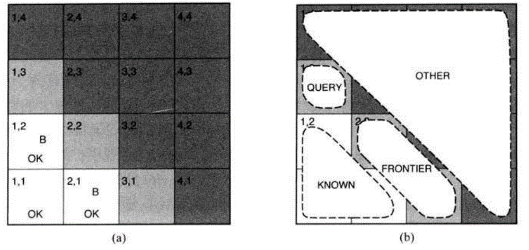 1,4 2,4 3,4 4,4
1,3 2,3 3,3 4,3
1,2 2,2 3,2 4,2
B
OK
1,1 2,1 3,1 4,1
B
OK OK
(a)
OTHER
QUERY
1,2
FRONTIER
KNOWN
(b)